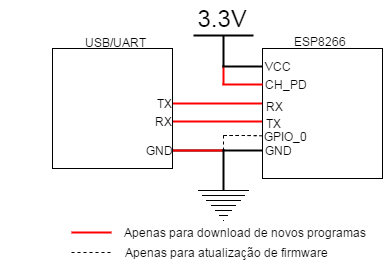 3.3V
USB/UART
ESP8266
VCC
CH_PD
TX
RX
RX
TX
GPIO_0
GND
GND
Apenas para download de novos programas
Apenas para atualização de firmware